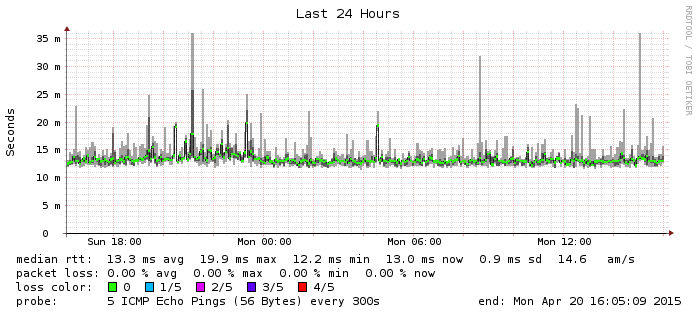 Last 24 Hours
RRDTOOL / TOBI OETIKER
Seconds
35 m
30 m
25 m
20 m
15 m
10 m
5 m
0
Sun 18:00 Mon 00:00 Mon 06:00 Mon 12:00
median rtt: 13.3 ms avg 19.9 ms max 12.2 ms min 13.0 ms now 0.9 ms sd 14.6 am/s
packet loss: 0.00 % avg 0.00 % max 0.00 % min 0.00 % now
loss color: 0 1/5 2/5 3/5 4/5
probe: 5 ICMP Echo Pings (56 Bytes) every 300s end: Mon Apr 20 16:05:09 2015